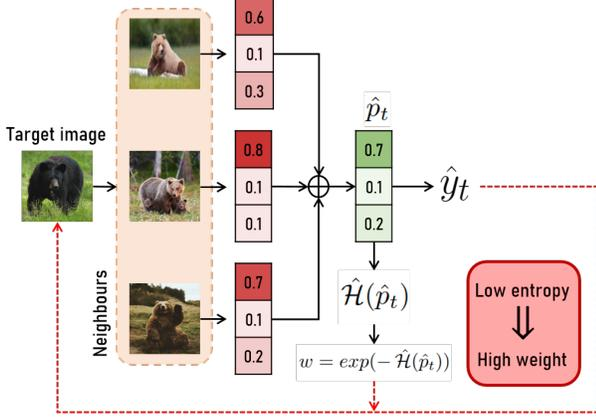 0.6
0.1
0.3
Target image
0.8
0.1
0.1
Neighbours
0.7
0.1
0.2
p̂_t
0.7
0.1
0.2
ŷ_t
Ĥ(p̂_t)
w = exp(− Ĥ(p̂_t))
Low entropy
⇓
High weight